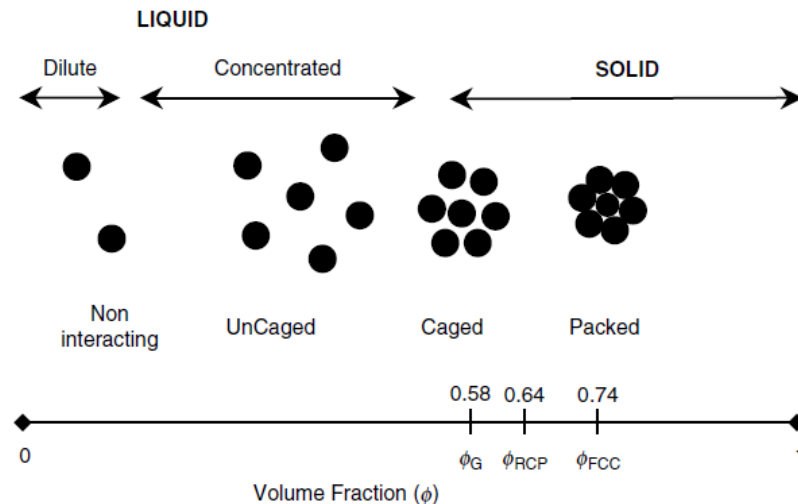 LIQUID
Dilute
Concentrated
SOLID
Non
interacting
UnCaged
Caged
Packed
0.58 0.64 0.74
0
ϕG ϕRCP ϕFCC
Volume Fraction (ϕ)